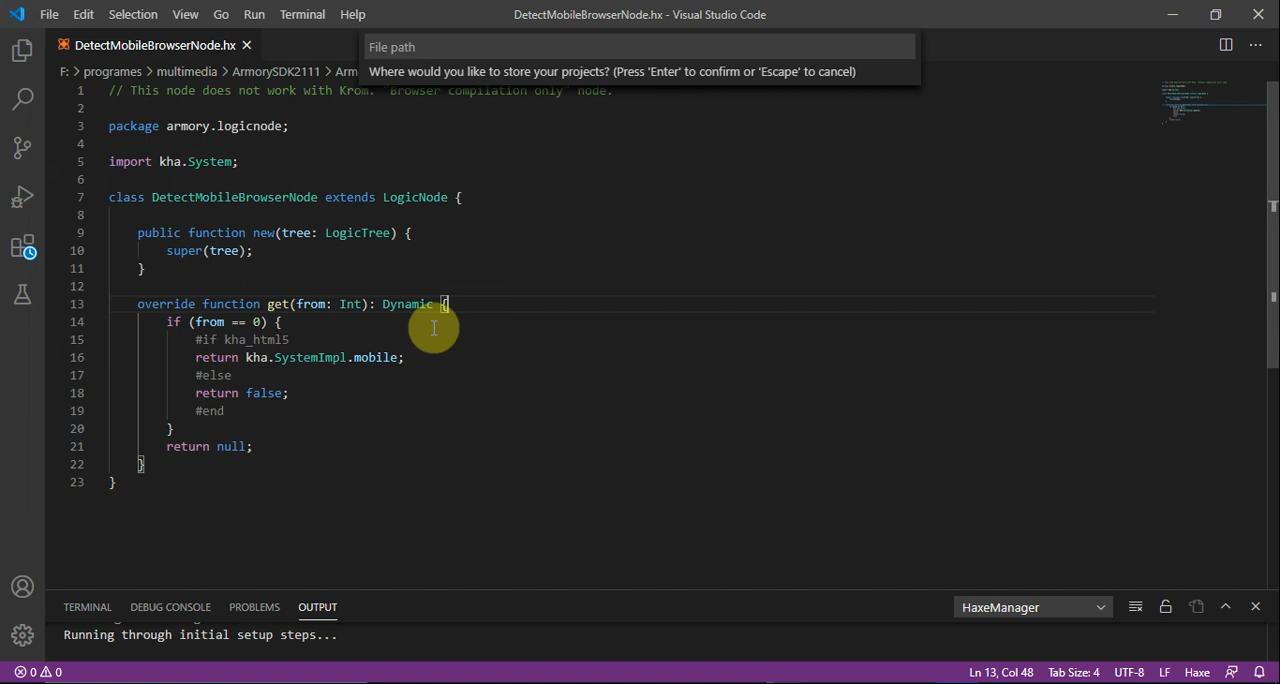 File Edit Selection View Go Run Terminal Help
DetectMobileBrowserNode.hx - Visual Studio Code
DetectMobileBrowserNode.hx
File path
F: > programes > multimedia > ArmorySDK2111 > Arm
Where would you like to store your projects? (Press 'Enter' to confirm or 'Escape' to cancel)
1 // This node does not work with Krom. "Browser compilation only" node.
2
3 package armory.logicnode;
4
5 import kha.System;
6
7 class DetectMobileBrowserNode extends LogicNode {
8
9 public function new(tree: LogicTree) {
10 super(tree);
11 }
12
13 override function get(from: Int): Dynamic {
14 if (from == 0) {
15 #if kha_html5
16 return kha.SystemImpl.mobile;
17 #else
18 return false;
19 #end
20 }
21 return null;
22 }
23 }
TERMINAL DEBUG CONSOLE PROBLEMS OUTPUT
HaxeManager
Running through initial setup steps...
0 0
Ln 13, Col 48 Tab Size: 4 UTF-8 LF Haxe